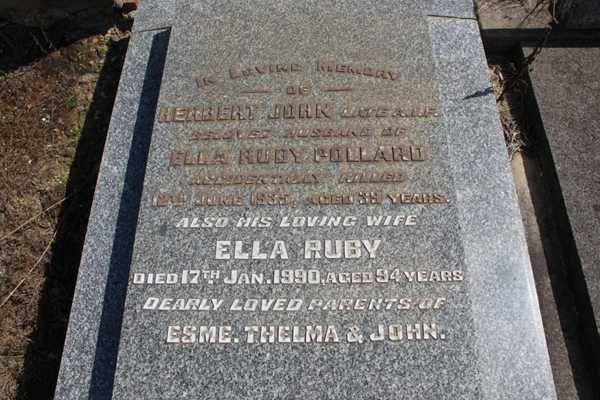 IN LOVING MEMORY
OF
HERBERT JOHN LATE A.I.F.
BELOVED HUSBAND OF
ELLA RUBY POLLARD
ACCIDENTALLY KILLED
12TH JUNE 1935, AGED 39 YEARS.
ALSO HIS LOVING WIFE
ELLA RUBY
DIED 17TH JAN. 1990, AGED 94 YEARS
DEARLY LOVED PARENTS OF
ESME. THELMA & JOHN.